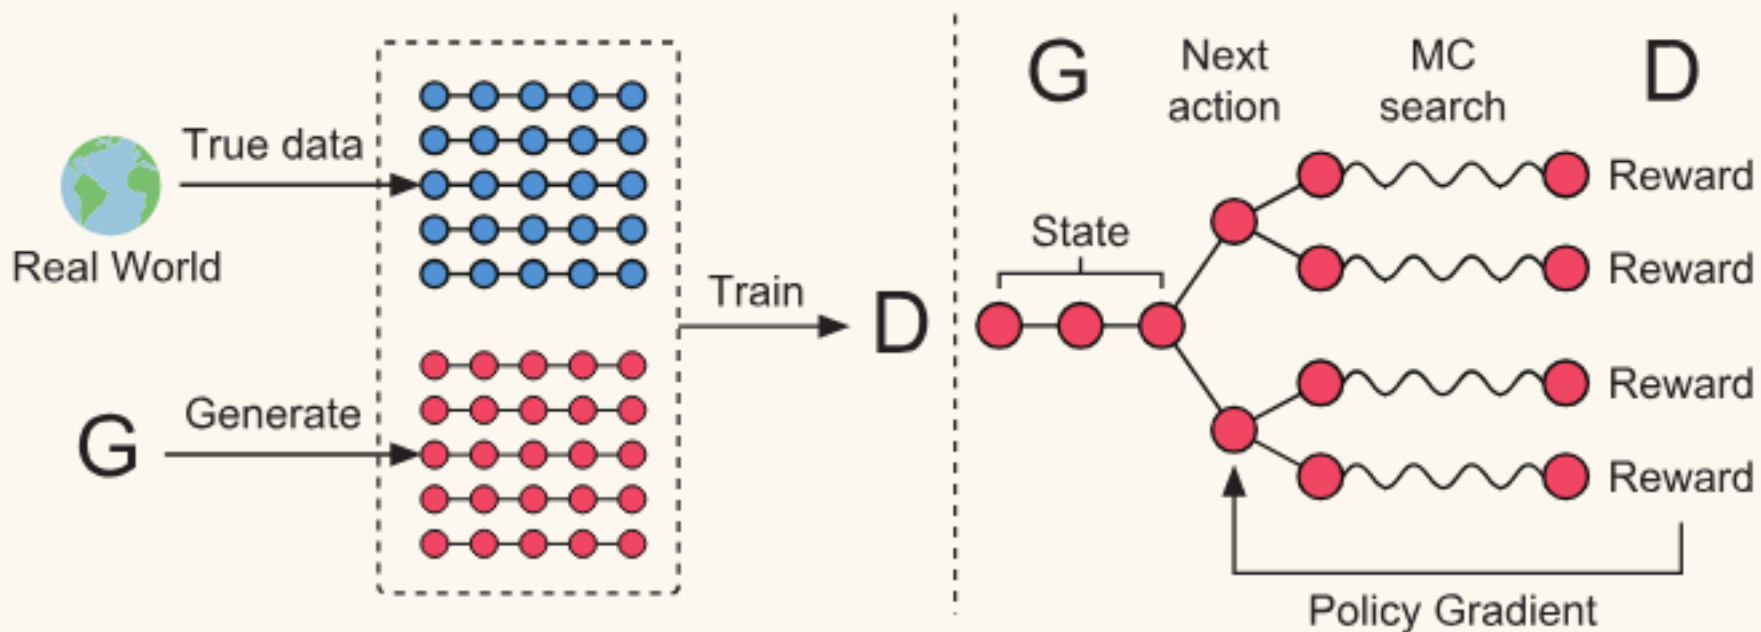 True data
Real World
G
Generate
Train
D
G
Next
action
MC
search
D
State
Reward
Reward
Reward
Reward
Policy Gradient